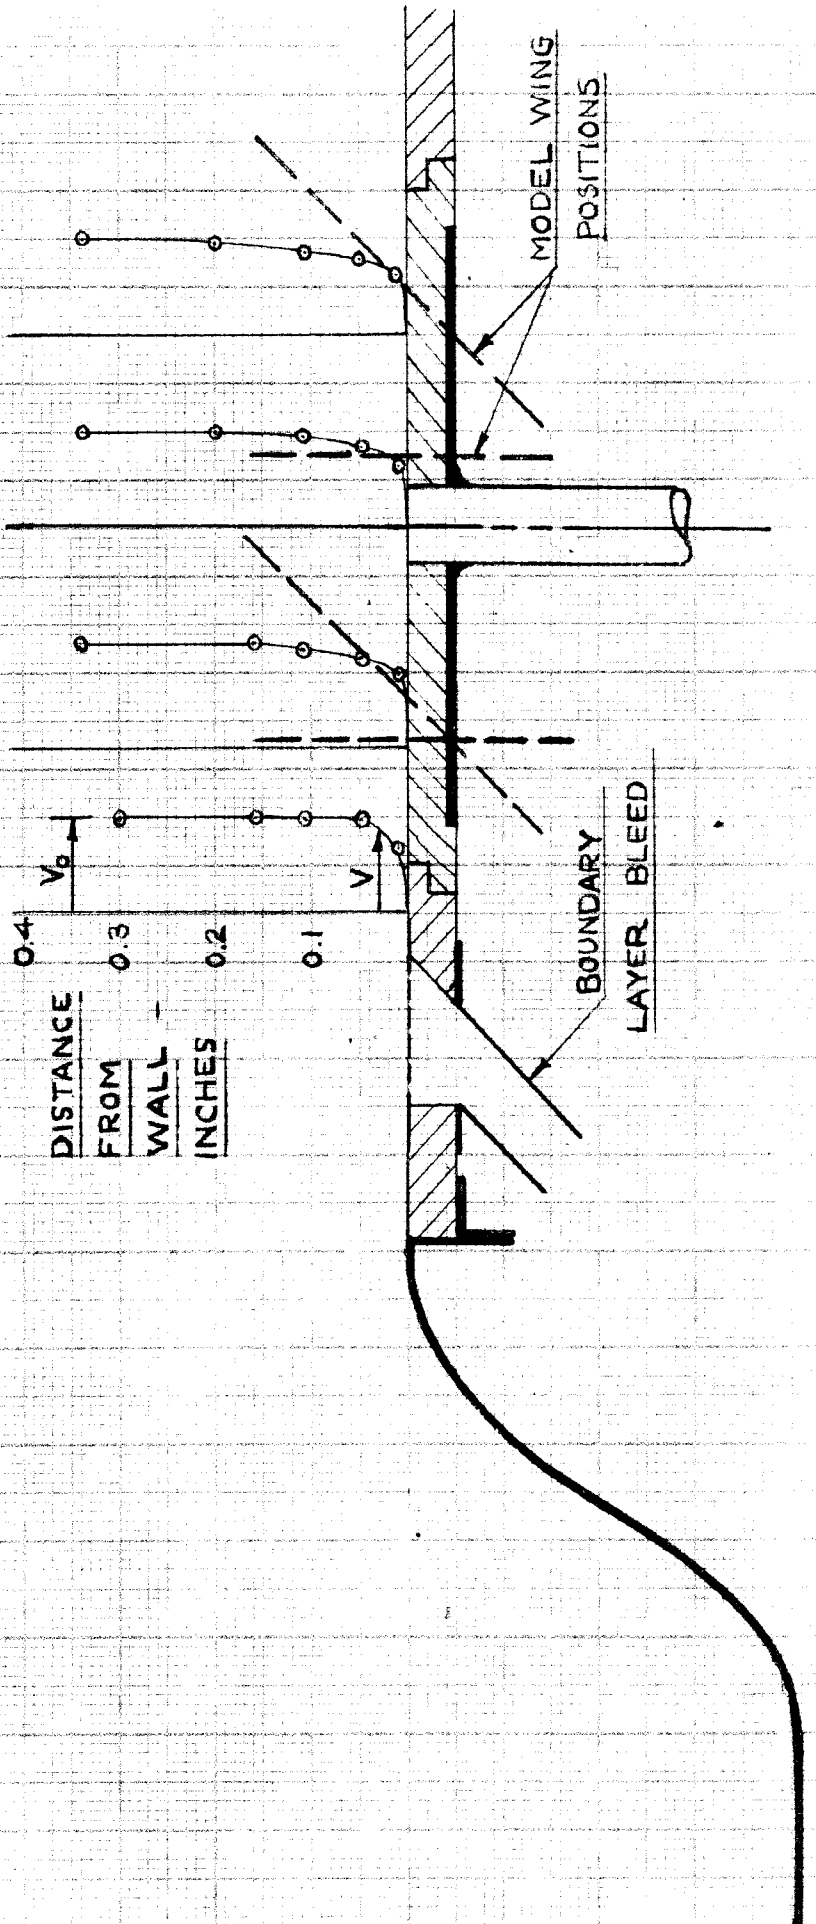 MODEL WING
POSITIONS
V₀
V
0.4
0.3
0.2
0.1
DISTANCE
FROM
WALL –
INCHES
BOUNDARY
LAYER BLEED